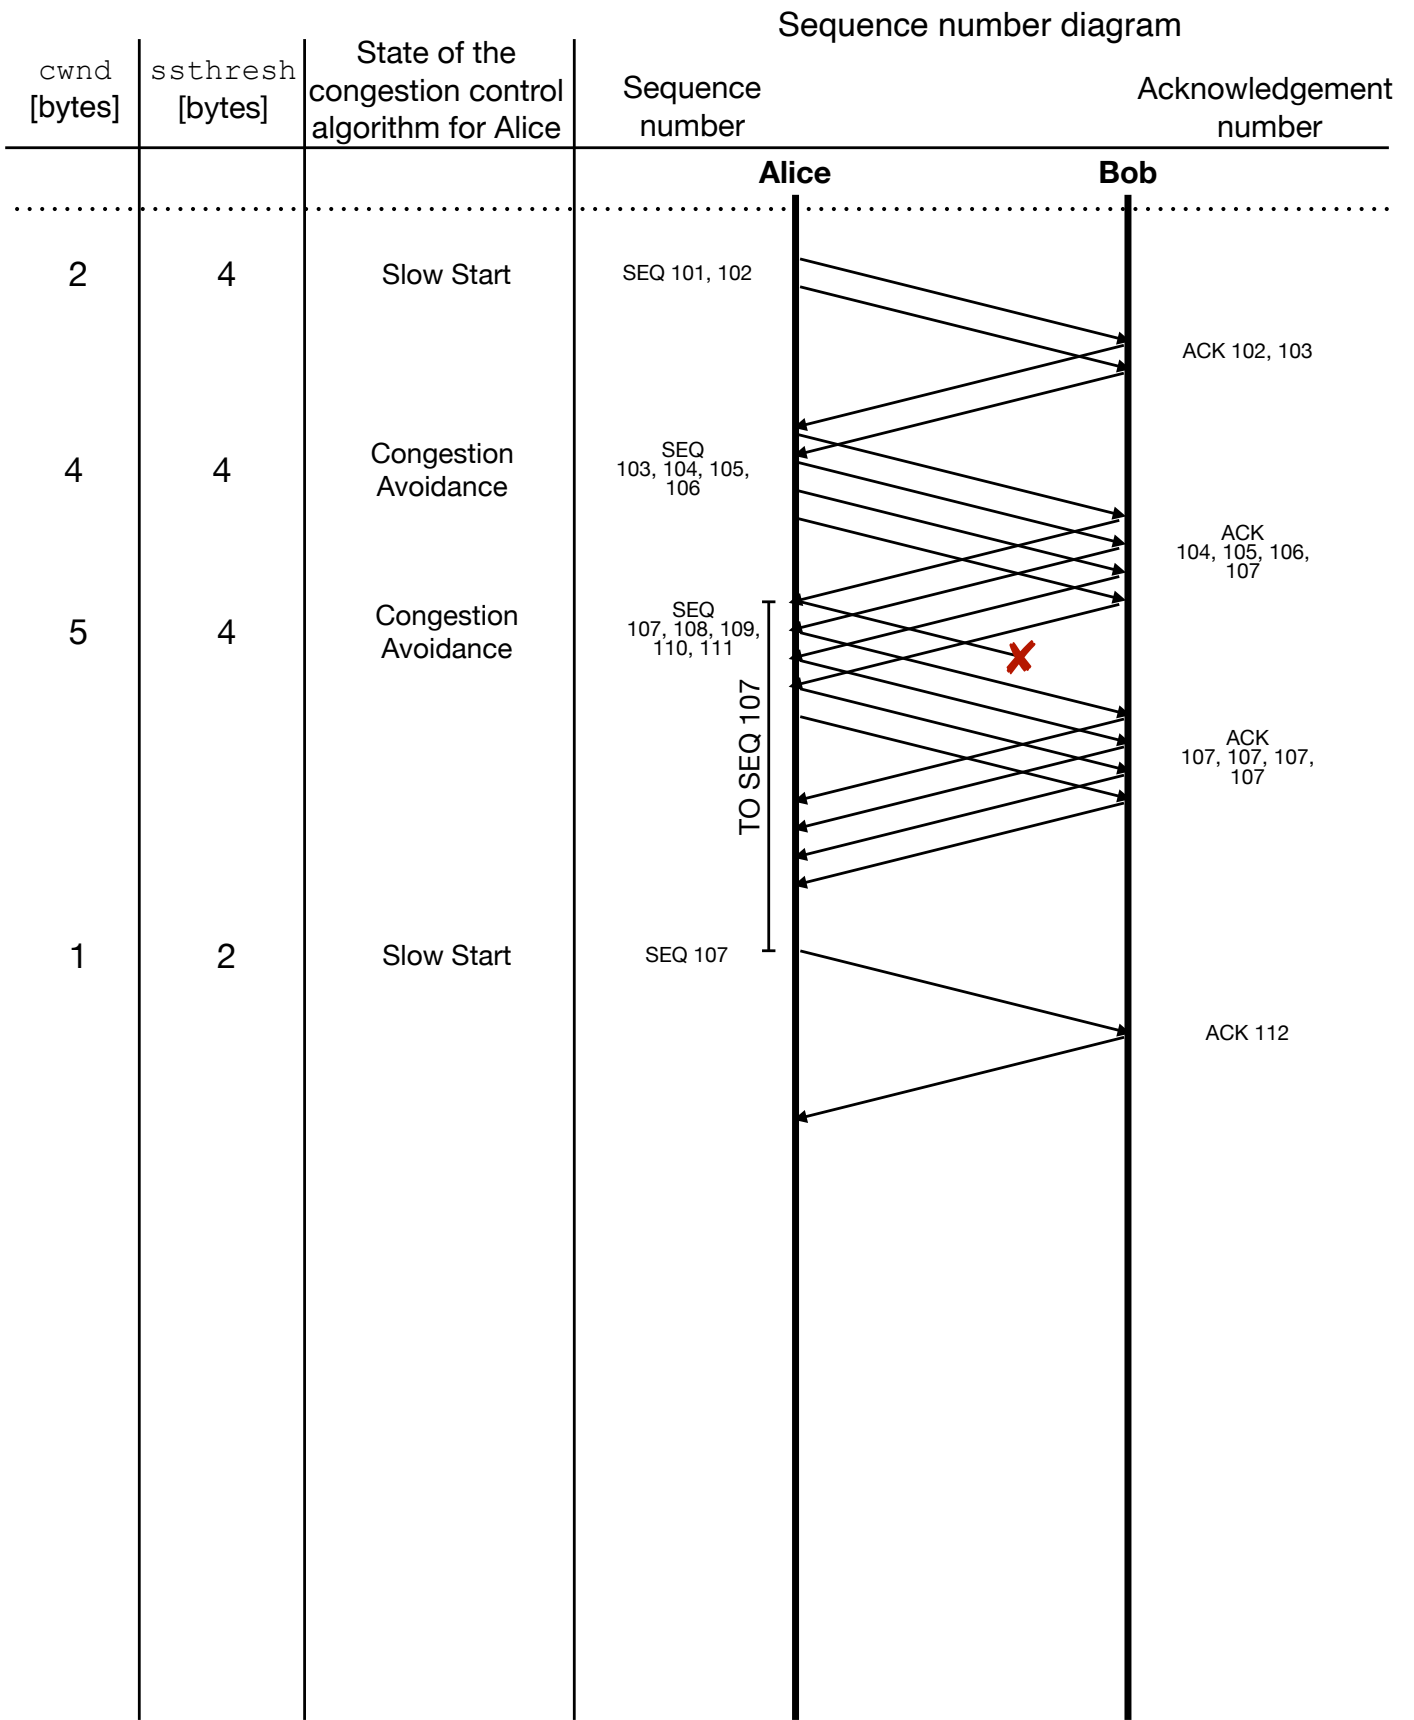 Sequence number diagram
cwnd
[bytes]
ssthresh
[bytes]
State of the
congestion control
algorithm for Alice
Sequence
number
Acknowledgement
number
Alice
Bob
2
4
Slow Start
SEQ 101, 102
ACK 102, 103
4
4
Congestion
Avoidance
SEQ
103, 104, 105,
106
ACK
104, 105, 106,
107
5
4
Congestion
Avoidance
SEQ
107, 108, 109,
110, 111
TO SEQ 107
ACK
107, 107, 107,
107
1
2
Slow Start
SEQ 107
ACK 112